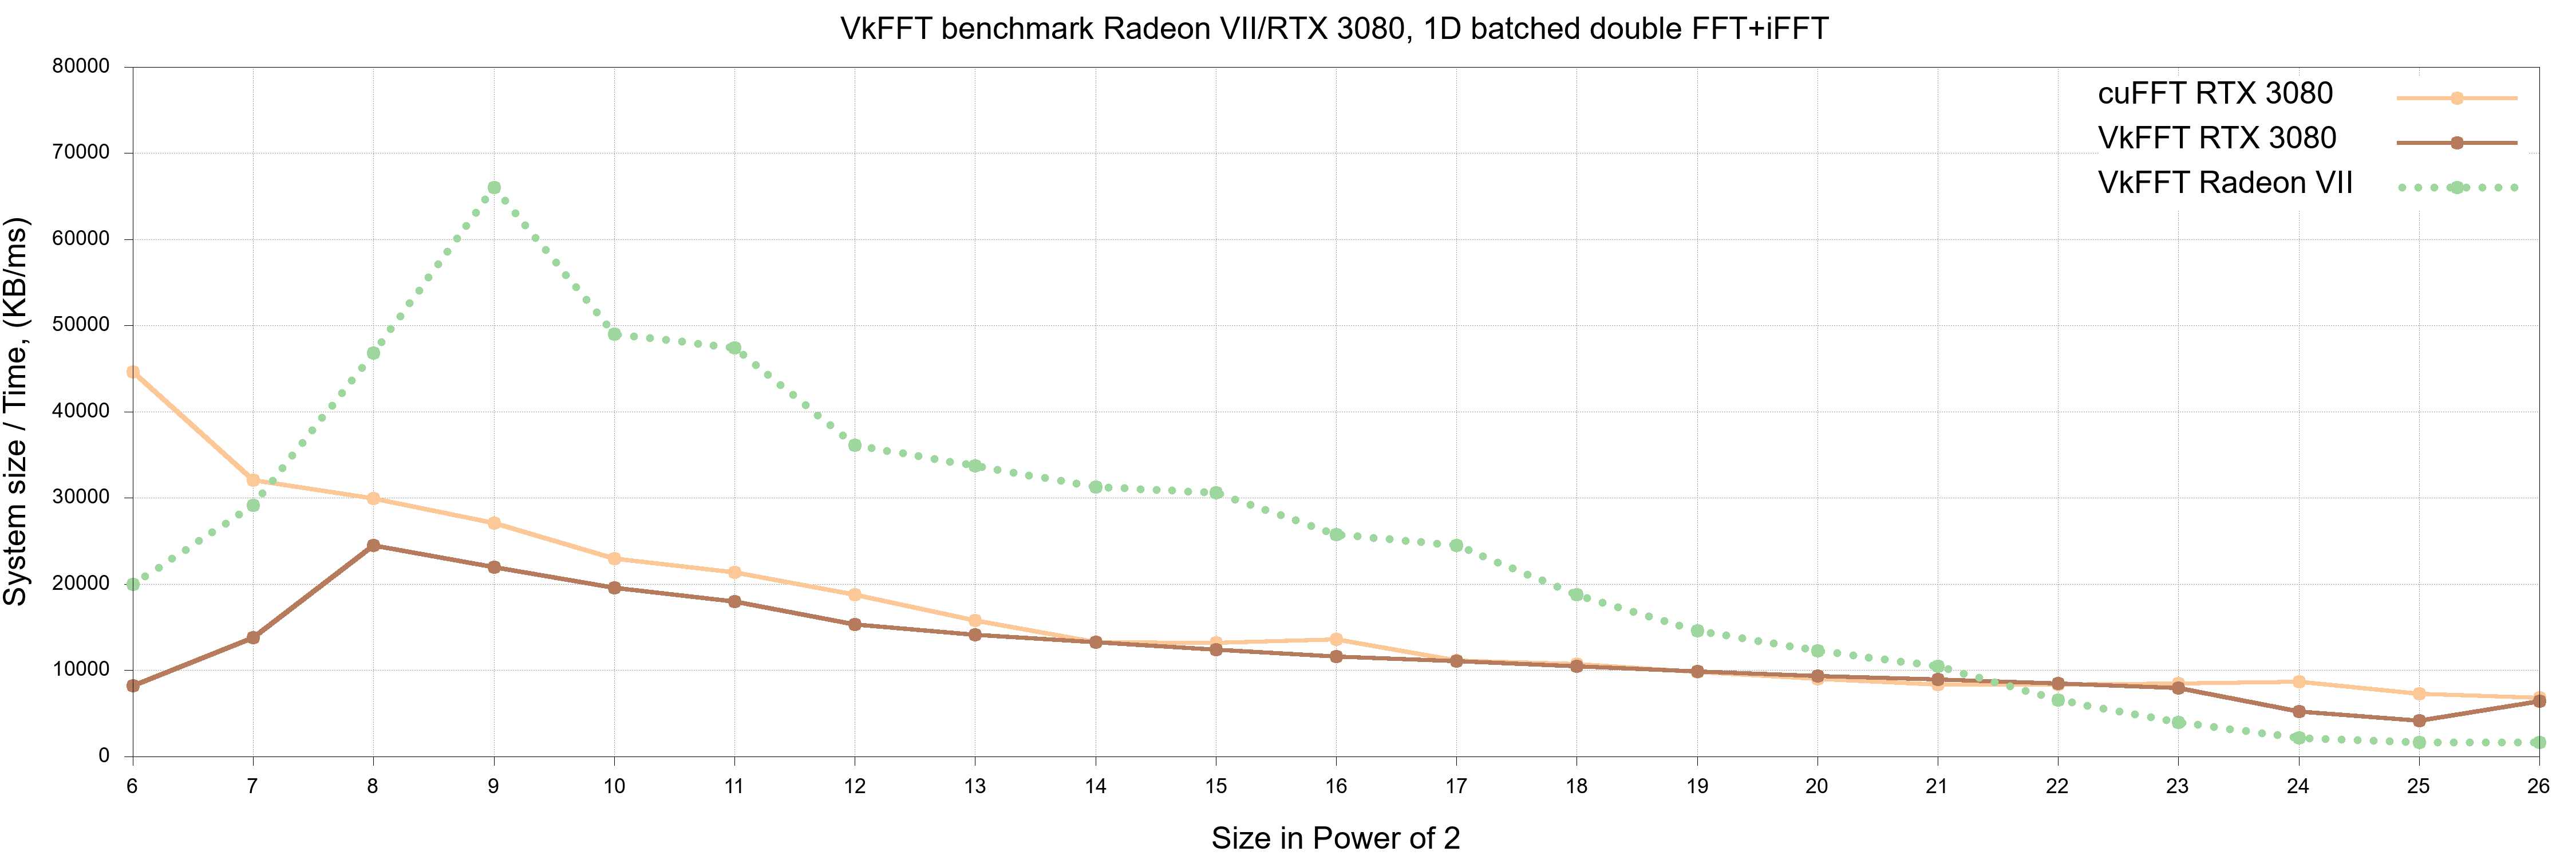 VkFFT benchmark Radeon VII/RTX 3080, 1D batched double FFT+iFFT
cuFFT RTX 3080
VkFFT RTX 3080
VkFFT Radeon VII
System size / Time, (KB/ms)
80000
70000
60000
50000
40000
30000
20000
10000
0
6 7 8 9 10 11 12 13 14 15 16 17 18 19 20 21 22 23 24 25 26
Size in Power of 2